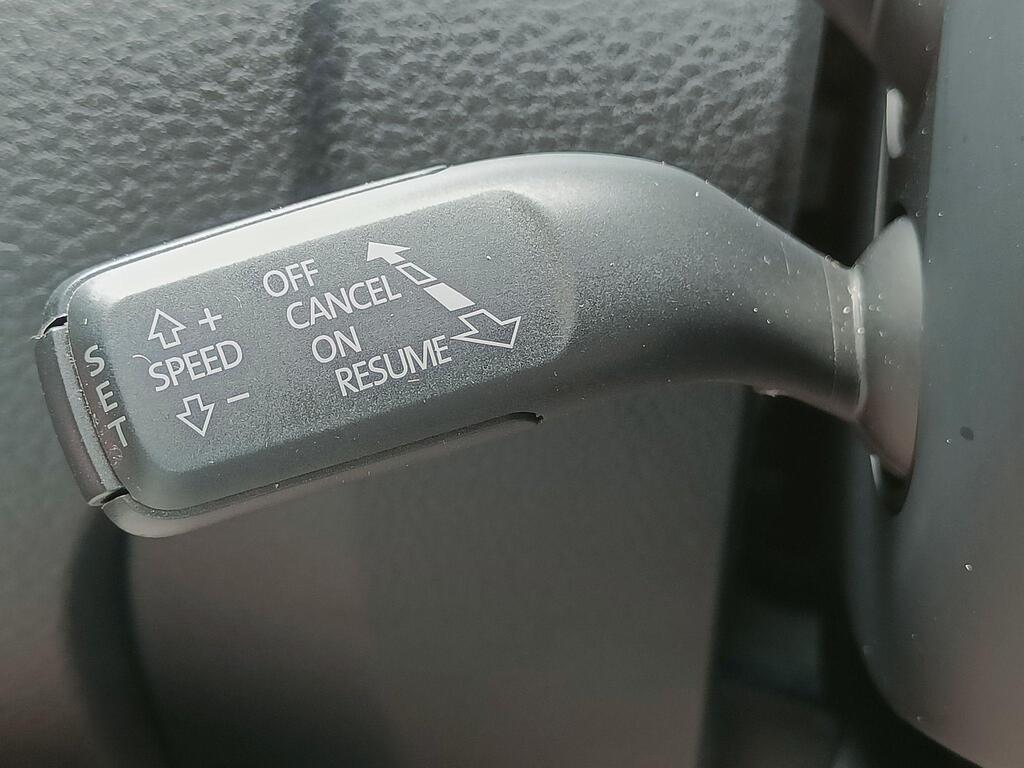 SET
+
SPEED
−
OFF
CANCEL
ON
RESUME